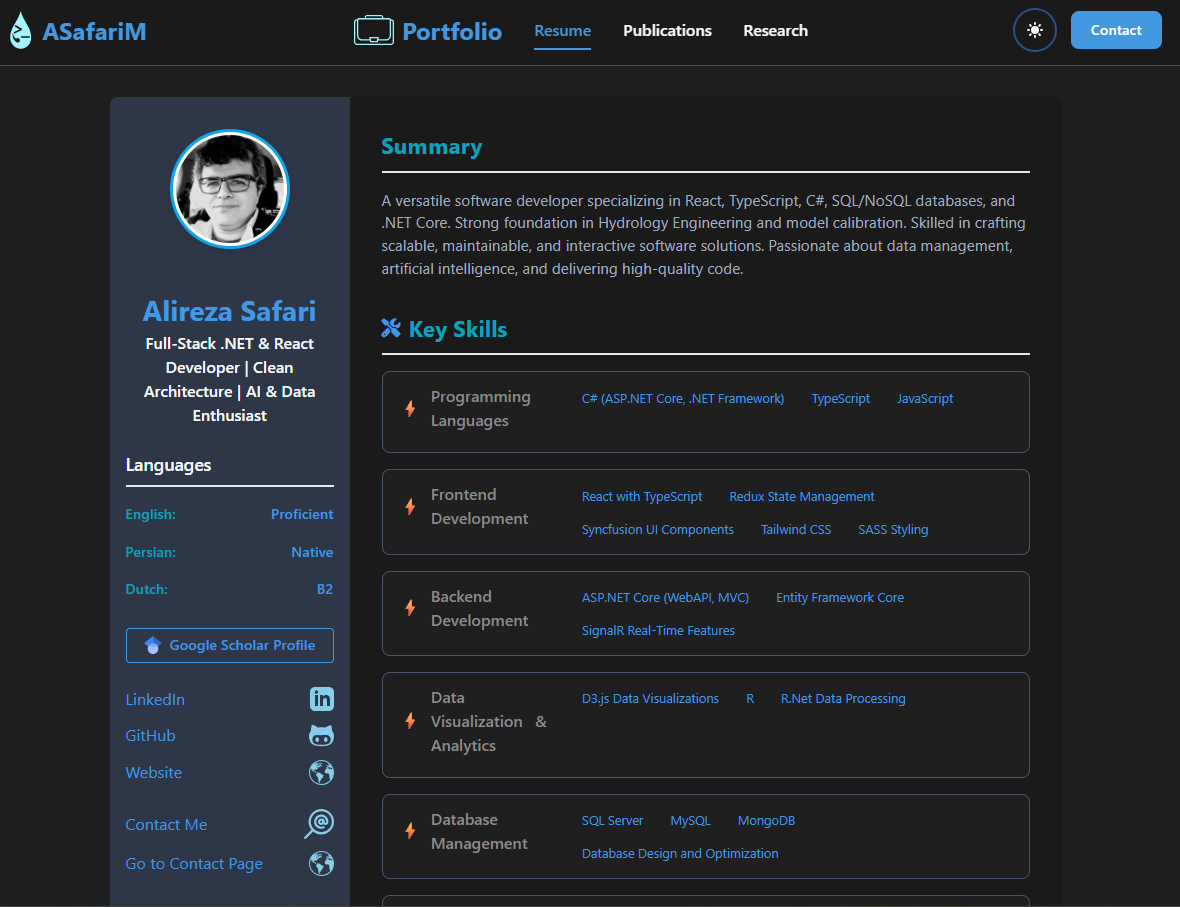 ASafariM
Portfolio
Resume
Publications
Research
Contact
Alireza Safari
Full-Stack .NET & React
Developer | Clean
Architecture | AI & Data
Enthusiast
Languages
English: Proficient
Persian: Native
Dutch: B2
Google Scholar Profile
LinkedIn
GitHub
Website
Contact Me
Go to Contact Page
Summary
A versatile software developer specializing in React, TypeScript, C#, SQL/NoSQL databases, and
.NET Core. Strong foundation in Hydrology Engineering and model calibration. Skilled in crafting
scalable, maintainable, and interactive software solutions. Passionate about data management,
artificial intelligence, and delivering high-quality code.
Key Skills
Programming
Languages
C# (ASP.NET Core, .NET Framework) TypeScript JavaScript
Frontend
Development
React with TypeScript Redux State Management
Syncfusion UI Components Tailwind CSS SASS Styling
Backend
Development
ASP.NET Core (WebAPI, MVC) Entity Framework Core
SignalR Real-Time Features
Data
Visualization &
Analytics
D3.js Data Visualizations R R.Net Data Processing
Database
Management
SQL Server MySQL MongoDB
Database Design and Optimization